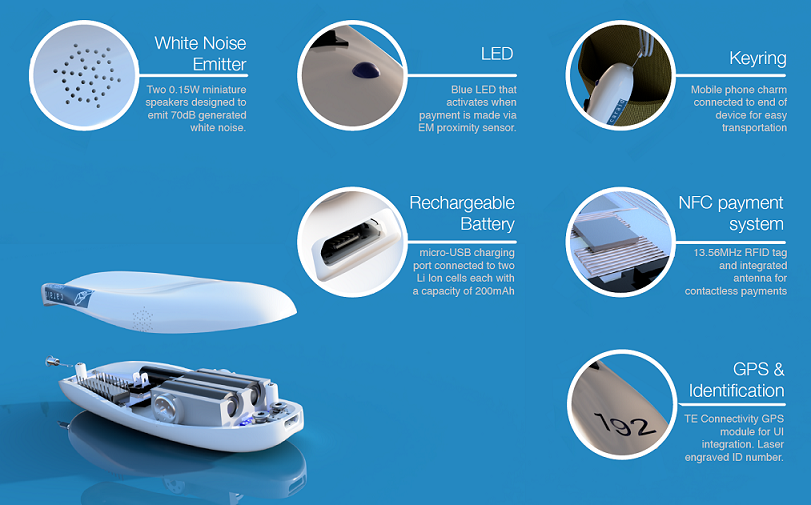 White Noise
Emitter
Two 0.15W miniature
speakers designed to
emit 70dB generated
white noise.
LED
Blue LED that
activates when
payment is made via
EM proximity sensor.
Keyring
Mobile phone charm
connected to end of
device for easy
transportation
Rechargeable
Battery
micro-USB charging
port connected to two
Li Ion cells each with
a capacity of 200mAh
NFC payment
system
13.56MHz RFID tag
and integrated
antenna for
contactless payments
GPS &
Identification
TE Connectivity GPS
module for UI
integration. Laser
engraved ID number.
192